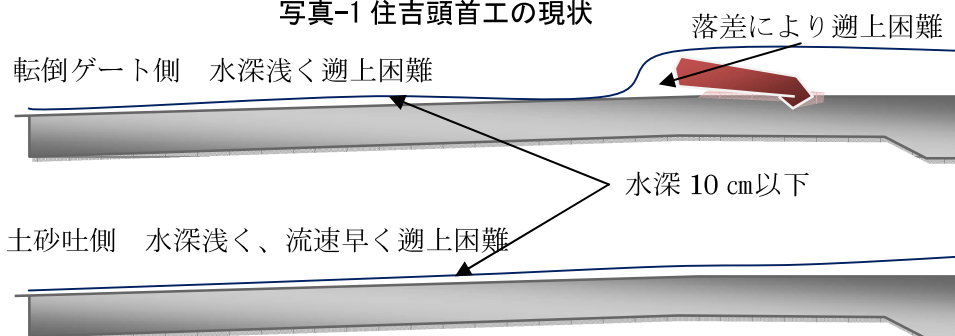 写真-1 住吉頭首工の現状
落差により遡上困難
転倒ゲート側　水深浅く遡上困難
水深 10 ㎝以下
土砂吐側　水深浅く、流速早く遡上困難